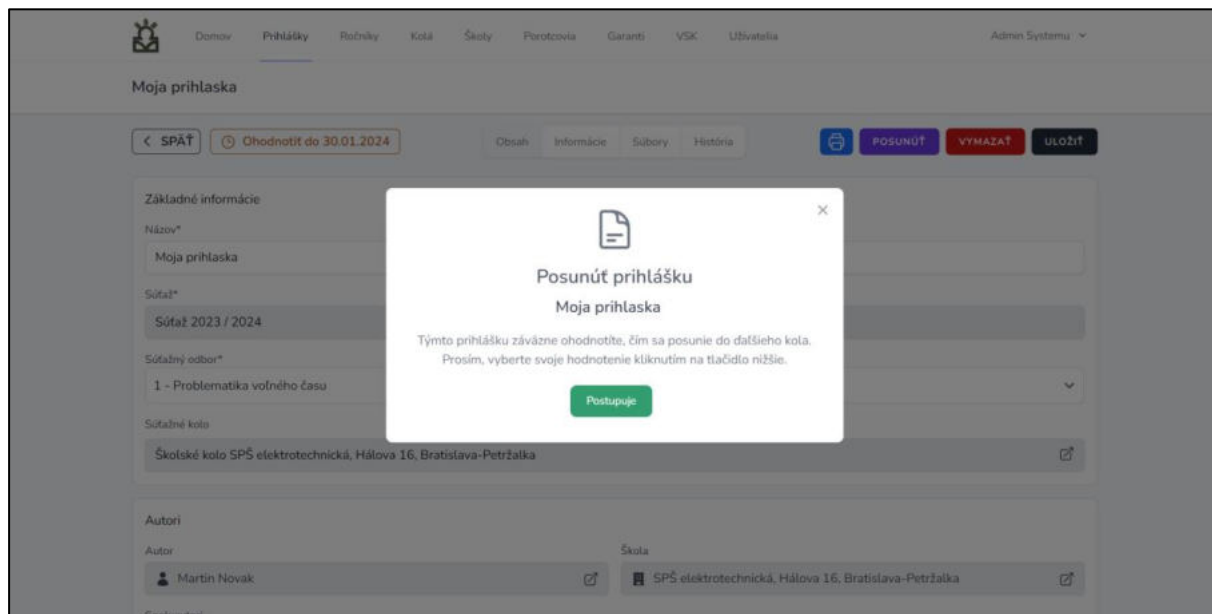 Domov Prihlášky Ročníky Kolá Školy Porotcovia Garanti VSK Užívatelia Admin Systemu
Moja prihlaska
SPÄŤ Ohodnotiť do 30.01.2024 Obsah Informácie Súbory História POSUNÚŤ VYMAZAŤ ULOŽIŤ
Základné informácie
Názov*
Moja prihlaska
Súťaž*
Súťaž 2023 / 2024
Súťažný odbor*
1 - Problematika voľného času
Súťažné kolo
Školské kolo SPŠ elektrotechnická, Hálova 16, Bratislava-Petržalka
Posunúť prihlášku
Moja prihlaska
Týmto prihlášku záväzne ohodnotíte, čím sa posunie do ďalšieho kola.
Prosím, vyberte svoje hodnotenie kliknutím na tlačidlo nižšie.
Postupuje
Autori
Autor Škola
Martin Novak SPŠ elektrotechnická, Hálova 16, Bratislava-Petržalka